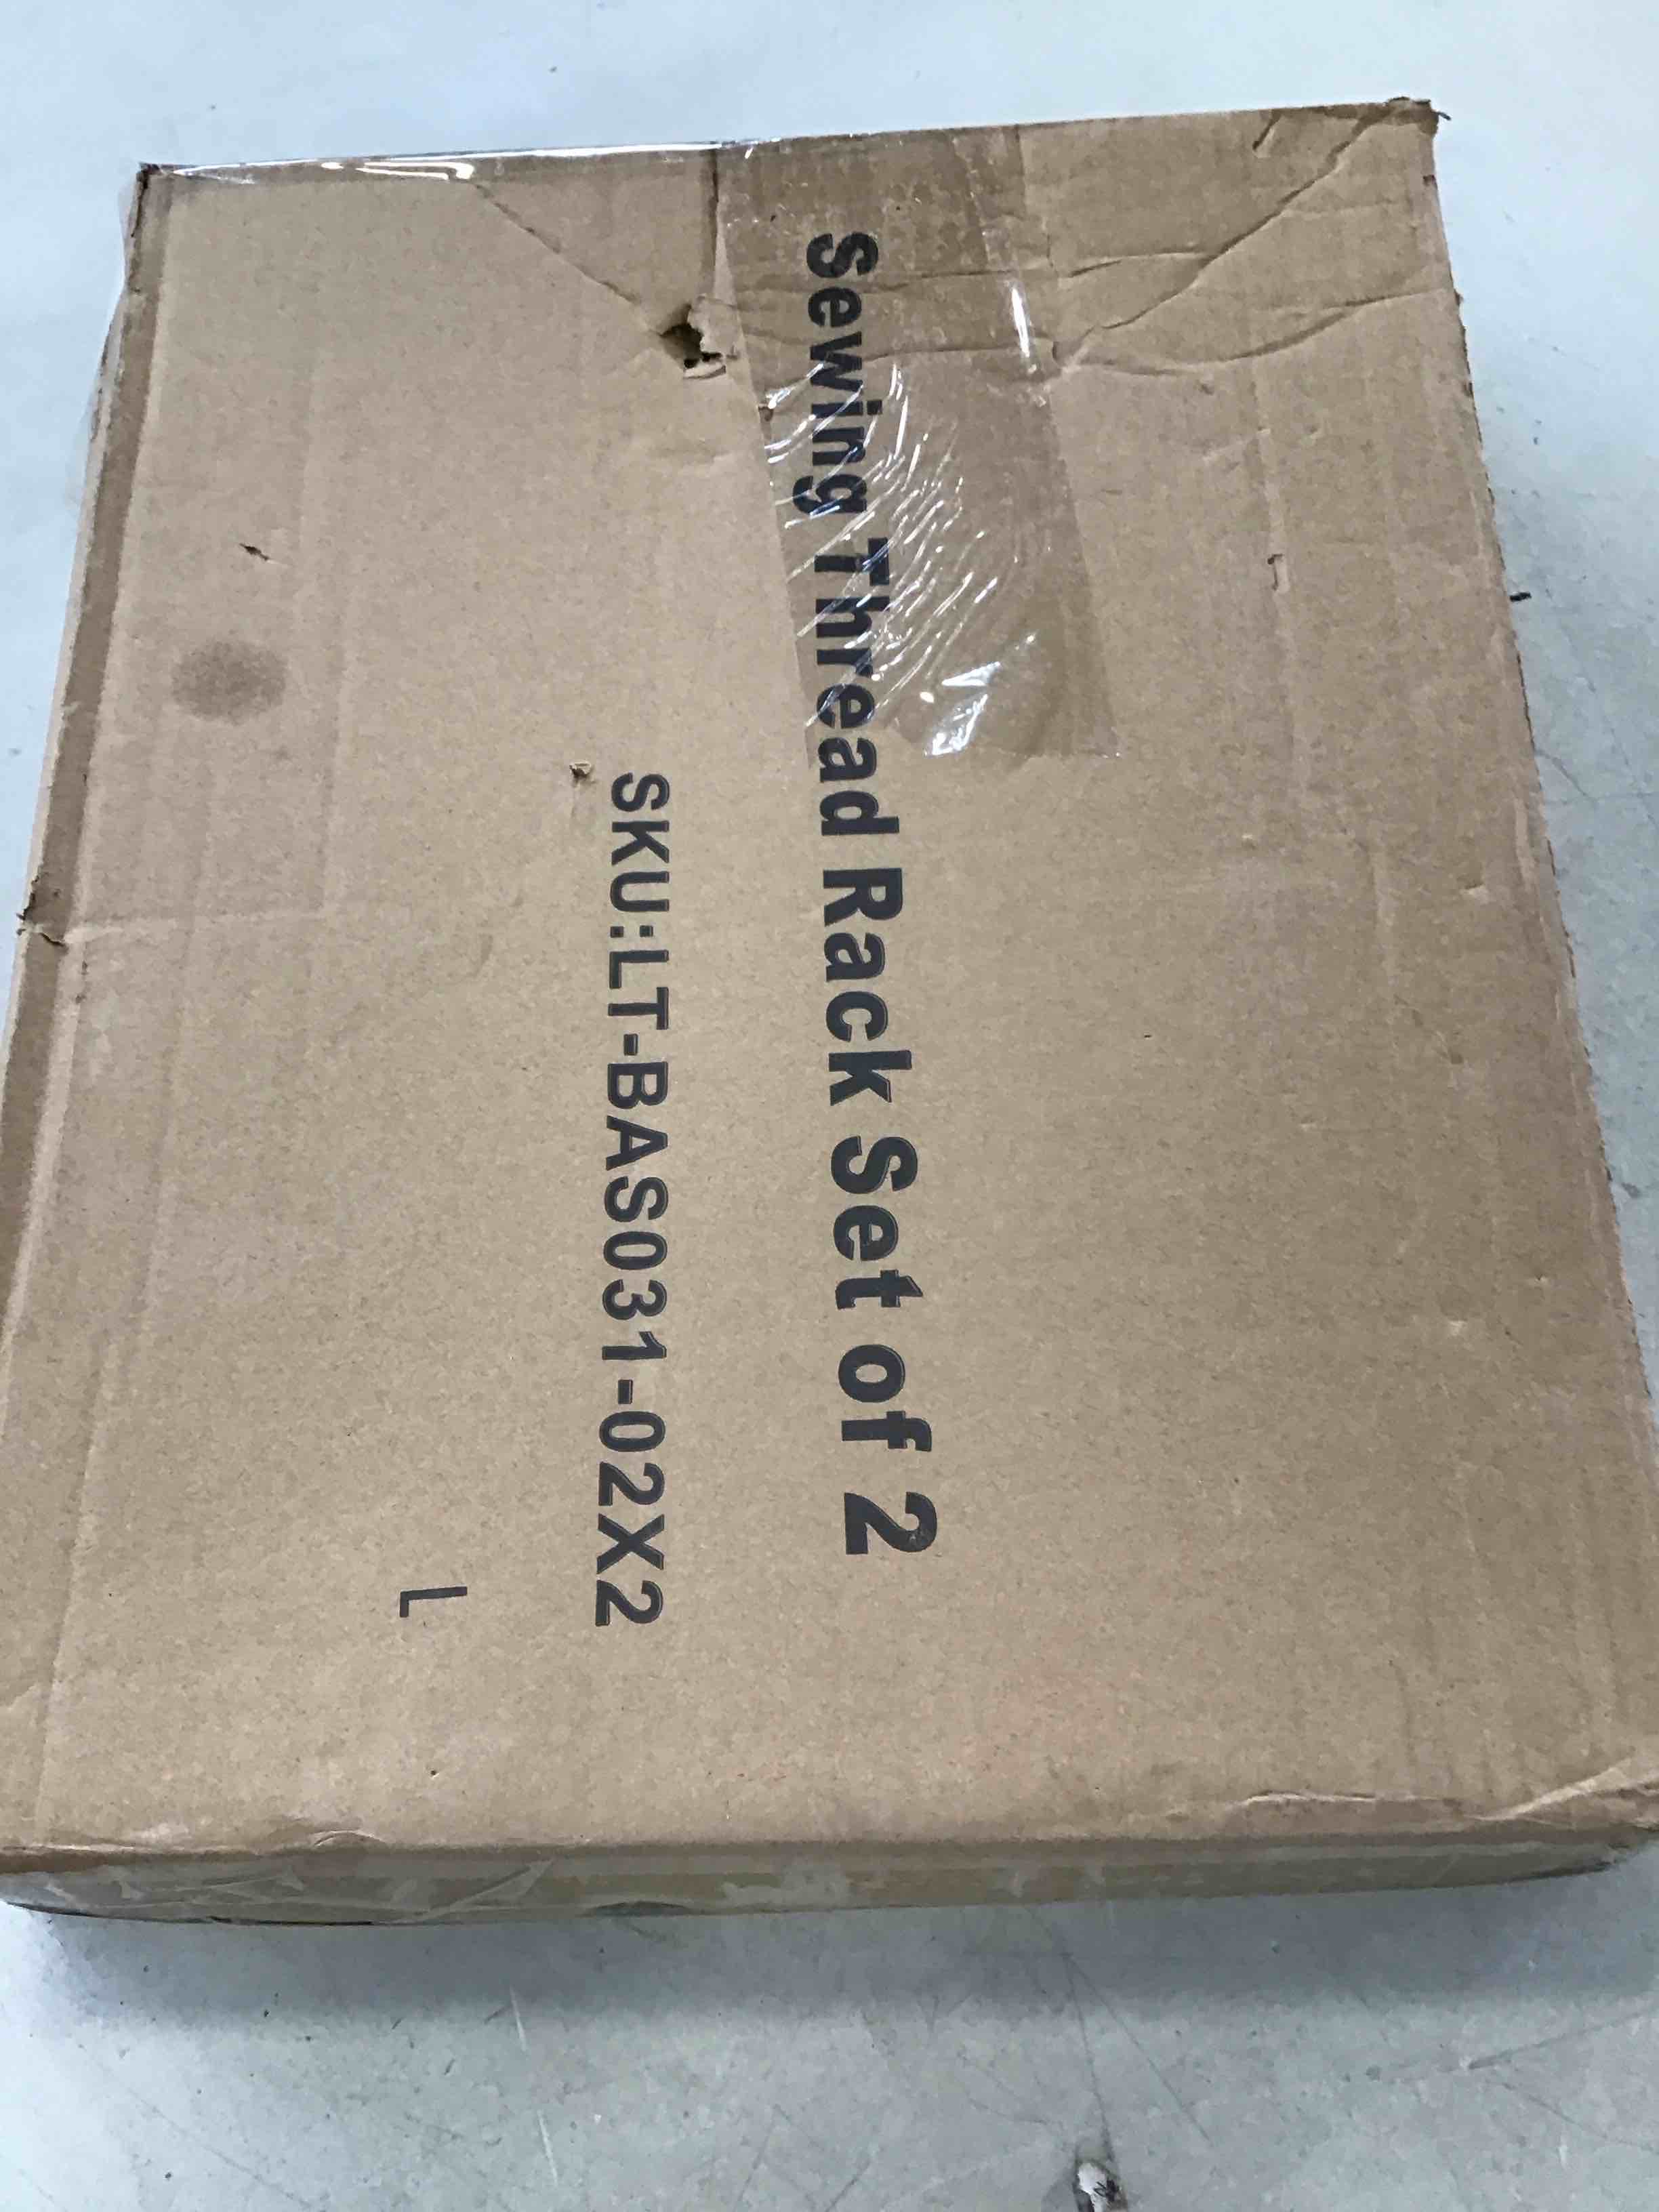 Sewing Thread Rack Set of 2
SKU:LT-BAS031-02X2
L